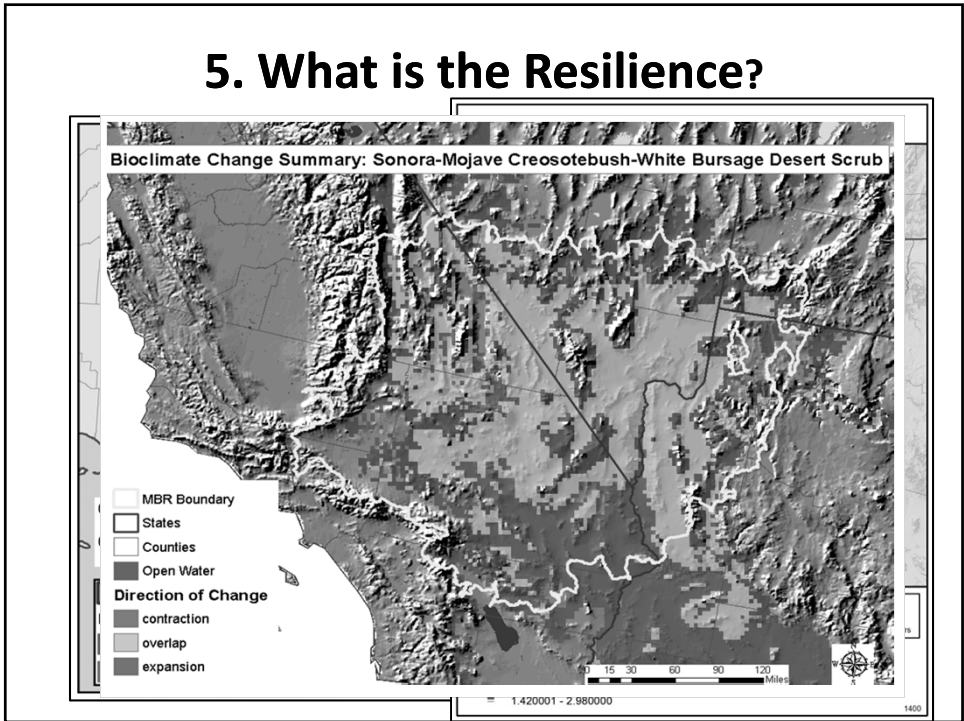 5. What is the Resilience?
Bioclimate Change Summary: Sonora-Mojave Creosotebush-White Bursage Desert Scrub
MBR Boundary
States
Counties
Open Water
Direction of Change
contraction
overlap
expansion
N
W E
S
0 15 30 60 90 120
Miles
1.420001 - 2.980000
1400